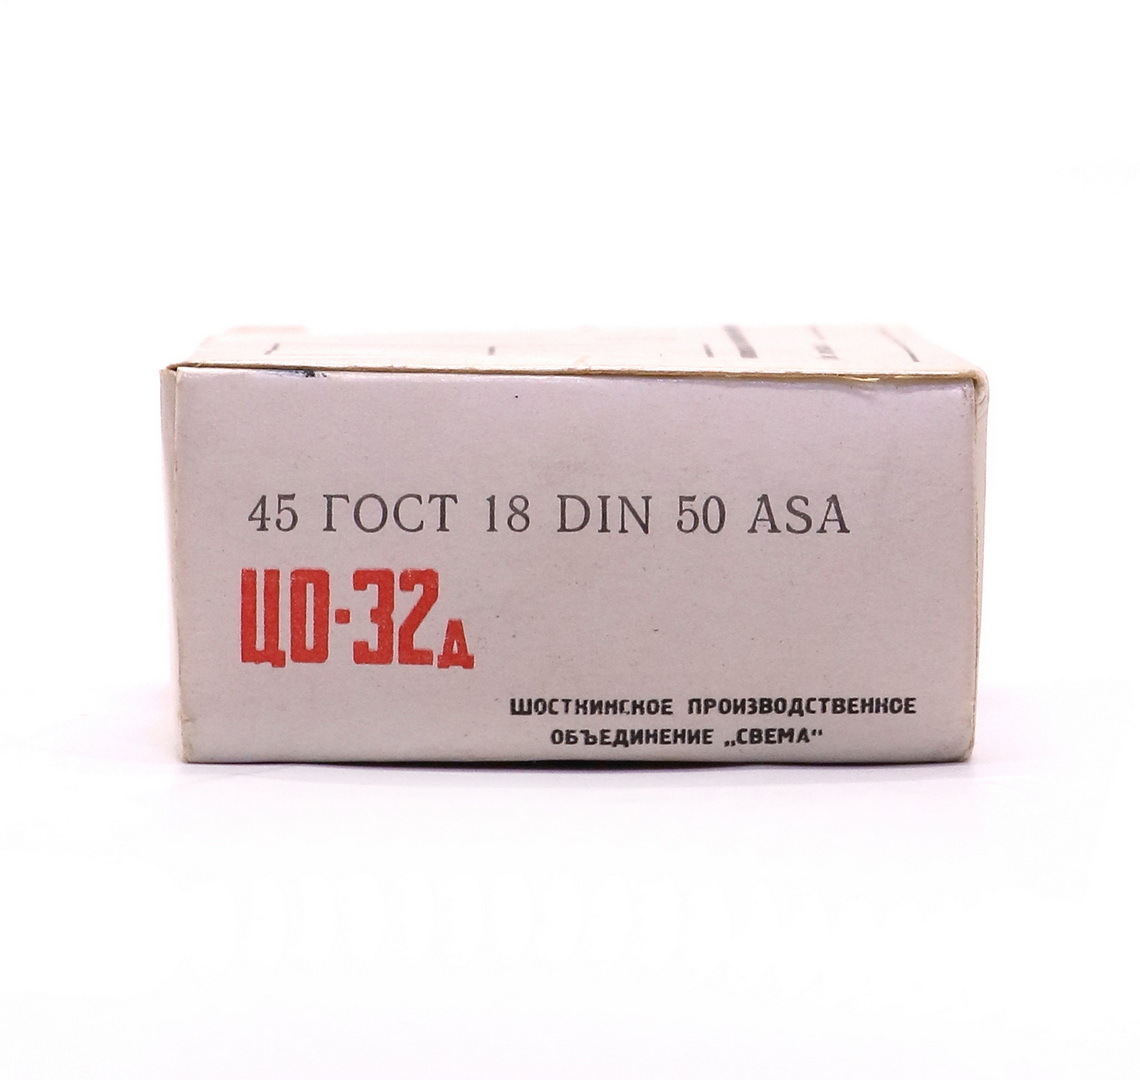 45 ГОСТ 18 DIN 50 ASA
ЦО-32д
ШОСТКИНСКОЕ ПРОИЗВОДСТВЕННОЕ
ОБЪЕДИНЕНИЕ „СВЕМА“